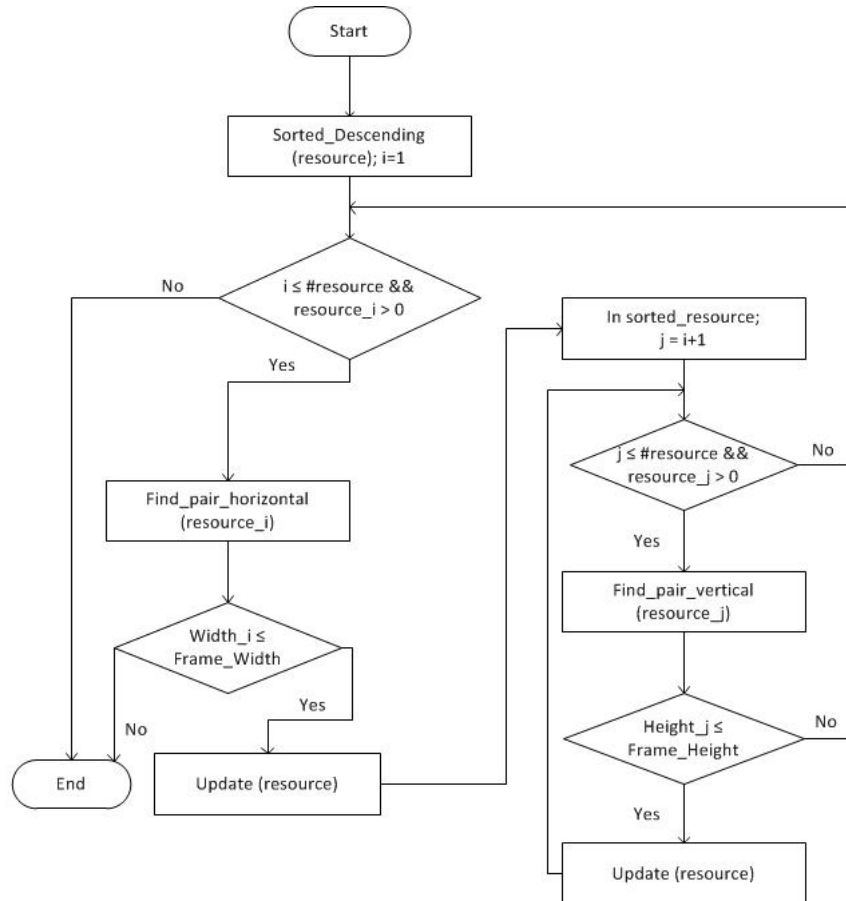 Start
Sorted_Descending
(resource); i=1
i ≤ #resource &&
resource_i > 0
No
Yes
Find_pair_horizontal
(resource_i)
Width_i ≤
Frame_Width
No
Yes
End
Update (resource)
In sorted_resource;
j = i+1
j ≤ #resource &&
resource_j > 0
No
Yes
Find_pair_vertical
(resource_j)
Height_j ≤
Frame_Height
No
Yes
Update (resource)